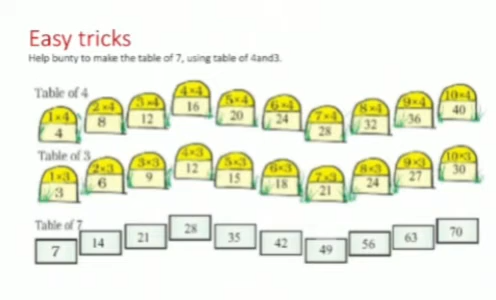 Easy tricks
Help bunty to make the table of 7, using table of 4and3.
Table of 4
1×4 2×4 3×4 4×4 5×4 6×4 7×4 8×4 9×4 10×4
4 8 12 16 20 24 28 32 36 40
Table of 3
1×3 2×3 3×3 4×3 5×3 6×3 7×3 8×3 9×3 10×3
3 6 9 12 15 18 21 24 27 30
Table of 7
7 14 21 28 35 42 49 56 63 70